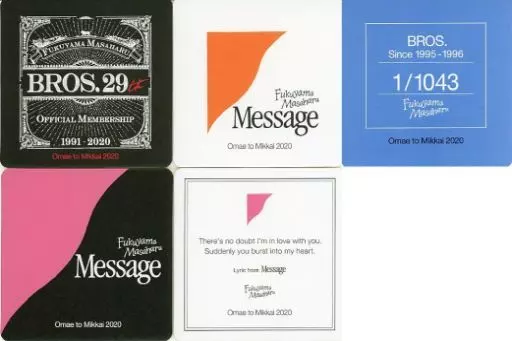 FUKUYAMA MASAHARU
BROS.29th
OFFICIAL MEMBERSHIP
1991-2020
Omae to Mikkai 2020
Fukuyama
Masaharu
Message
Omae to Mikkai 2020
BROS.
Since 1995-1996
1/1043
Fukuyama
Masaharu
Omae to Mikkai 2020
Fukuyama
Masaharu
Message
Omae to Mikkai 2020
There's no doubt I'm in love with you.
Suddenly you burst into my heart.
Lyric from Message
Fukuyama
Masaharu
Omae to Mikkai 2020